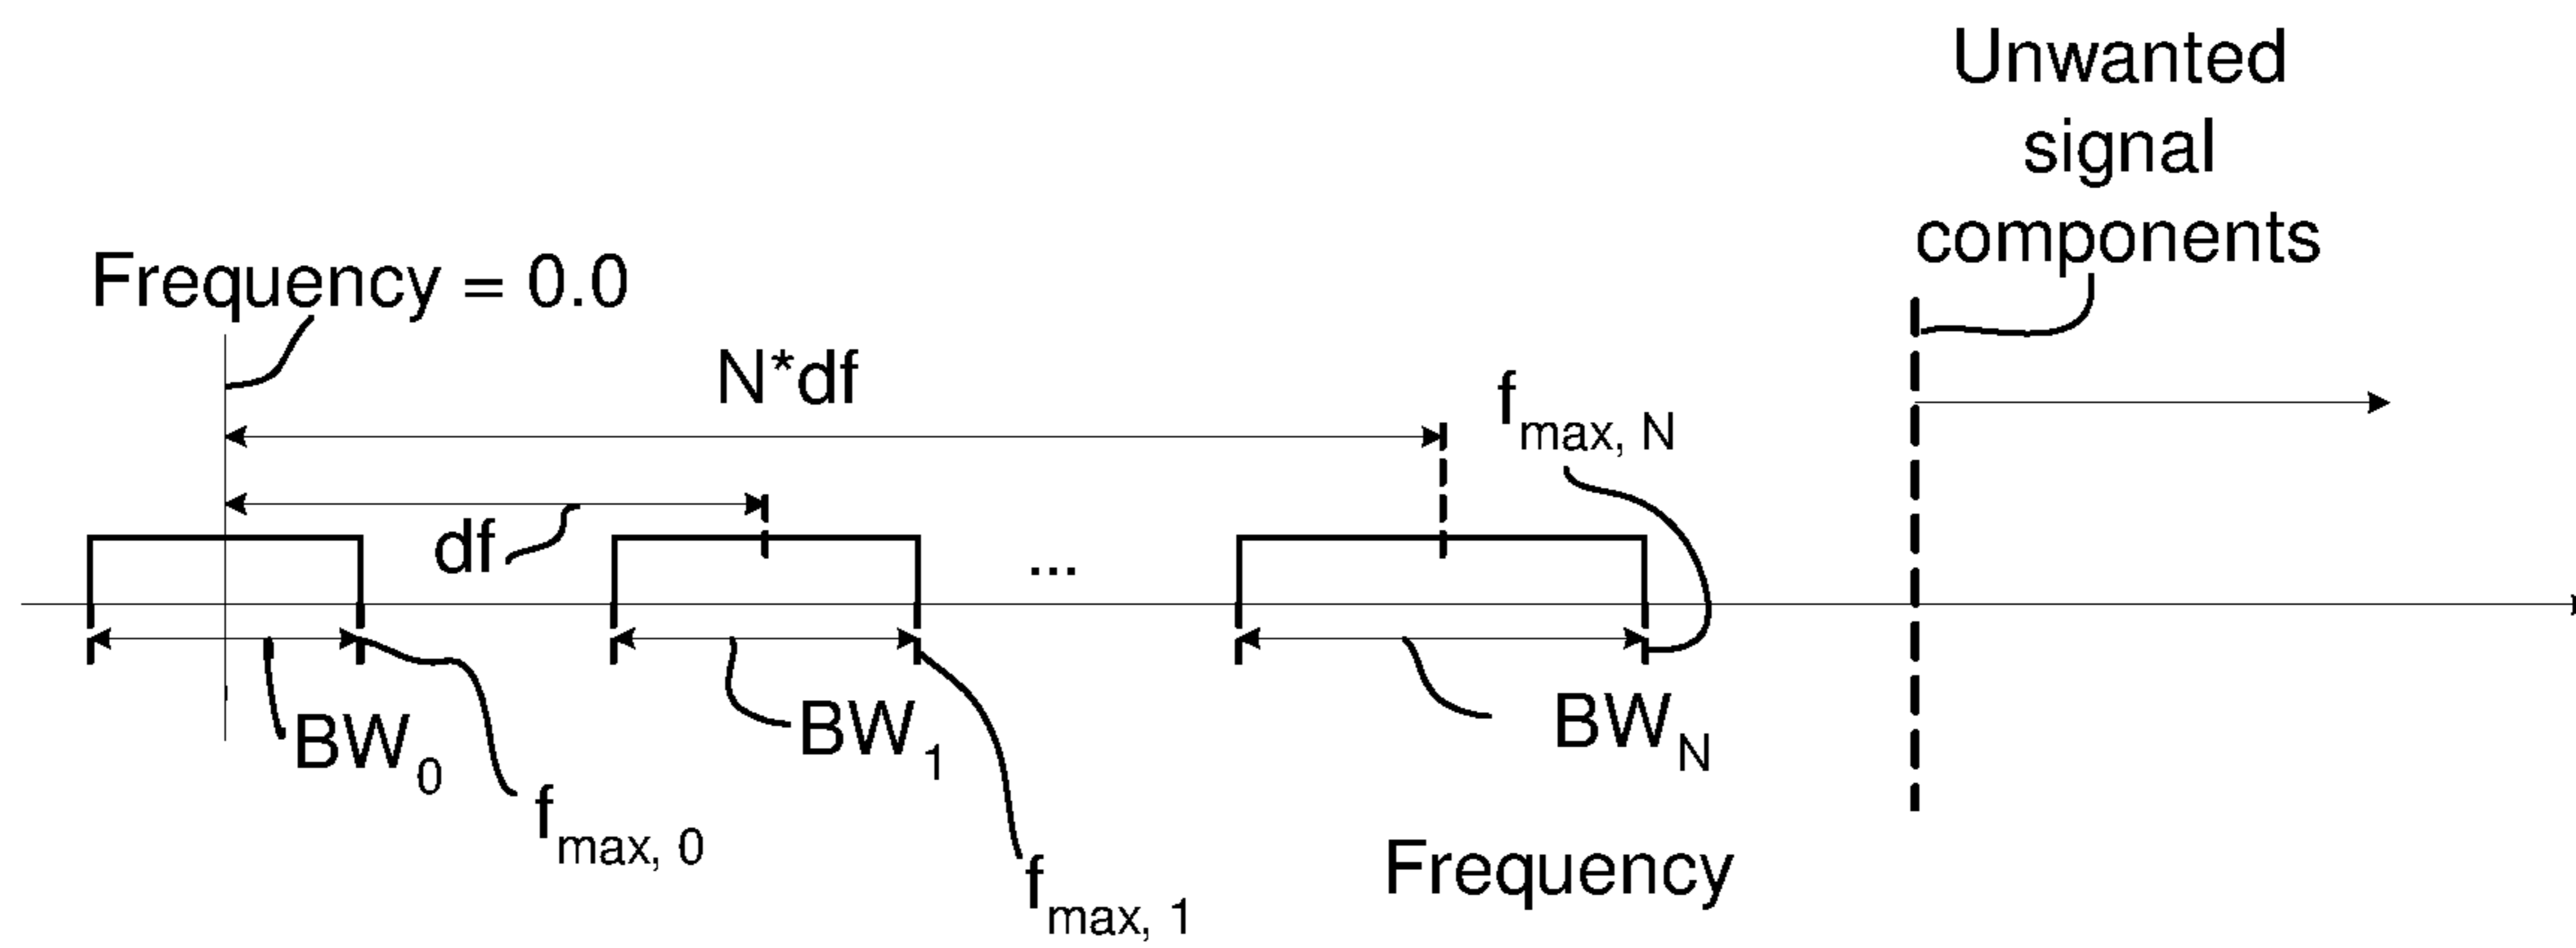 Unwanted
signal
components
Frequency = 0.0
N*df
f max, N
df
...
BW 0
BW 1
BW N
f max, 0
f max, 1
Frequency